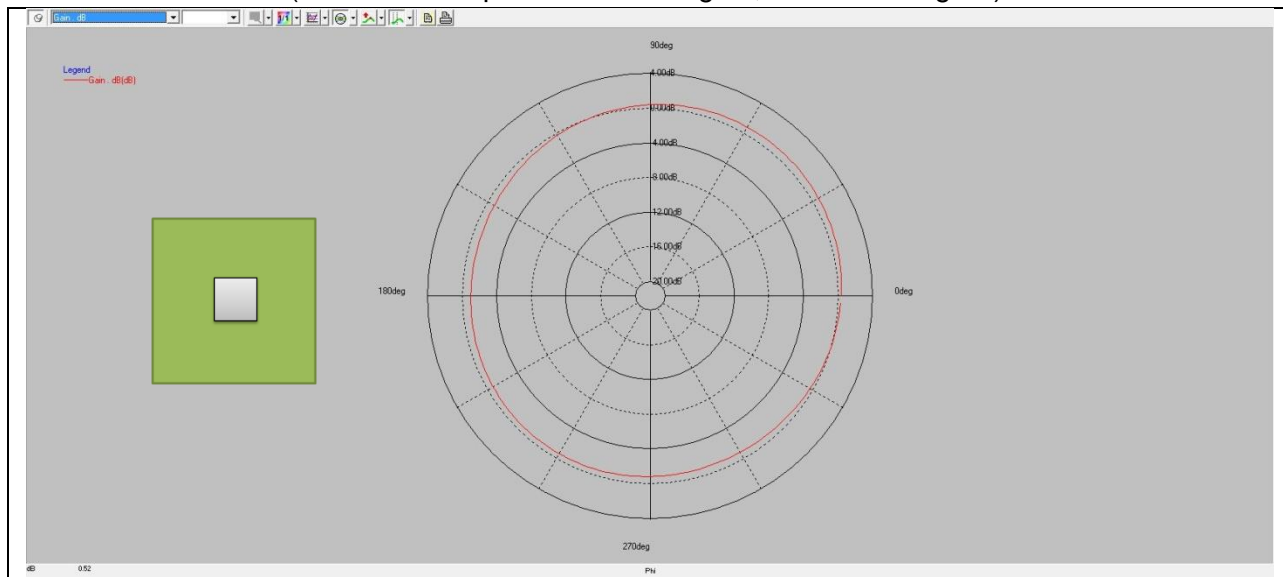 Gain . dB
90deg
Legend
Gain . dB(dB)
4.00dB
0.00dB
4.00dB
8.00dB
12.00dB
16.00dB
20.00dB
180deg
0deg
270deg
dB 0.52
Phi